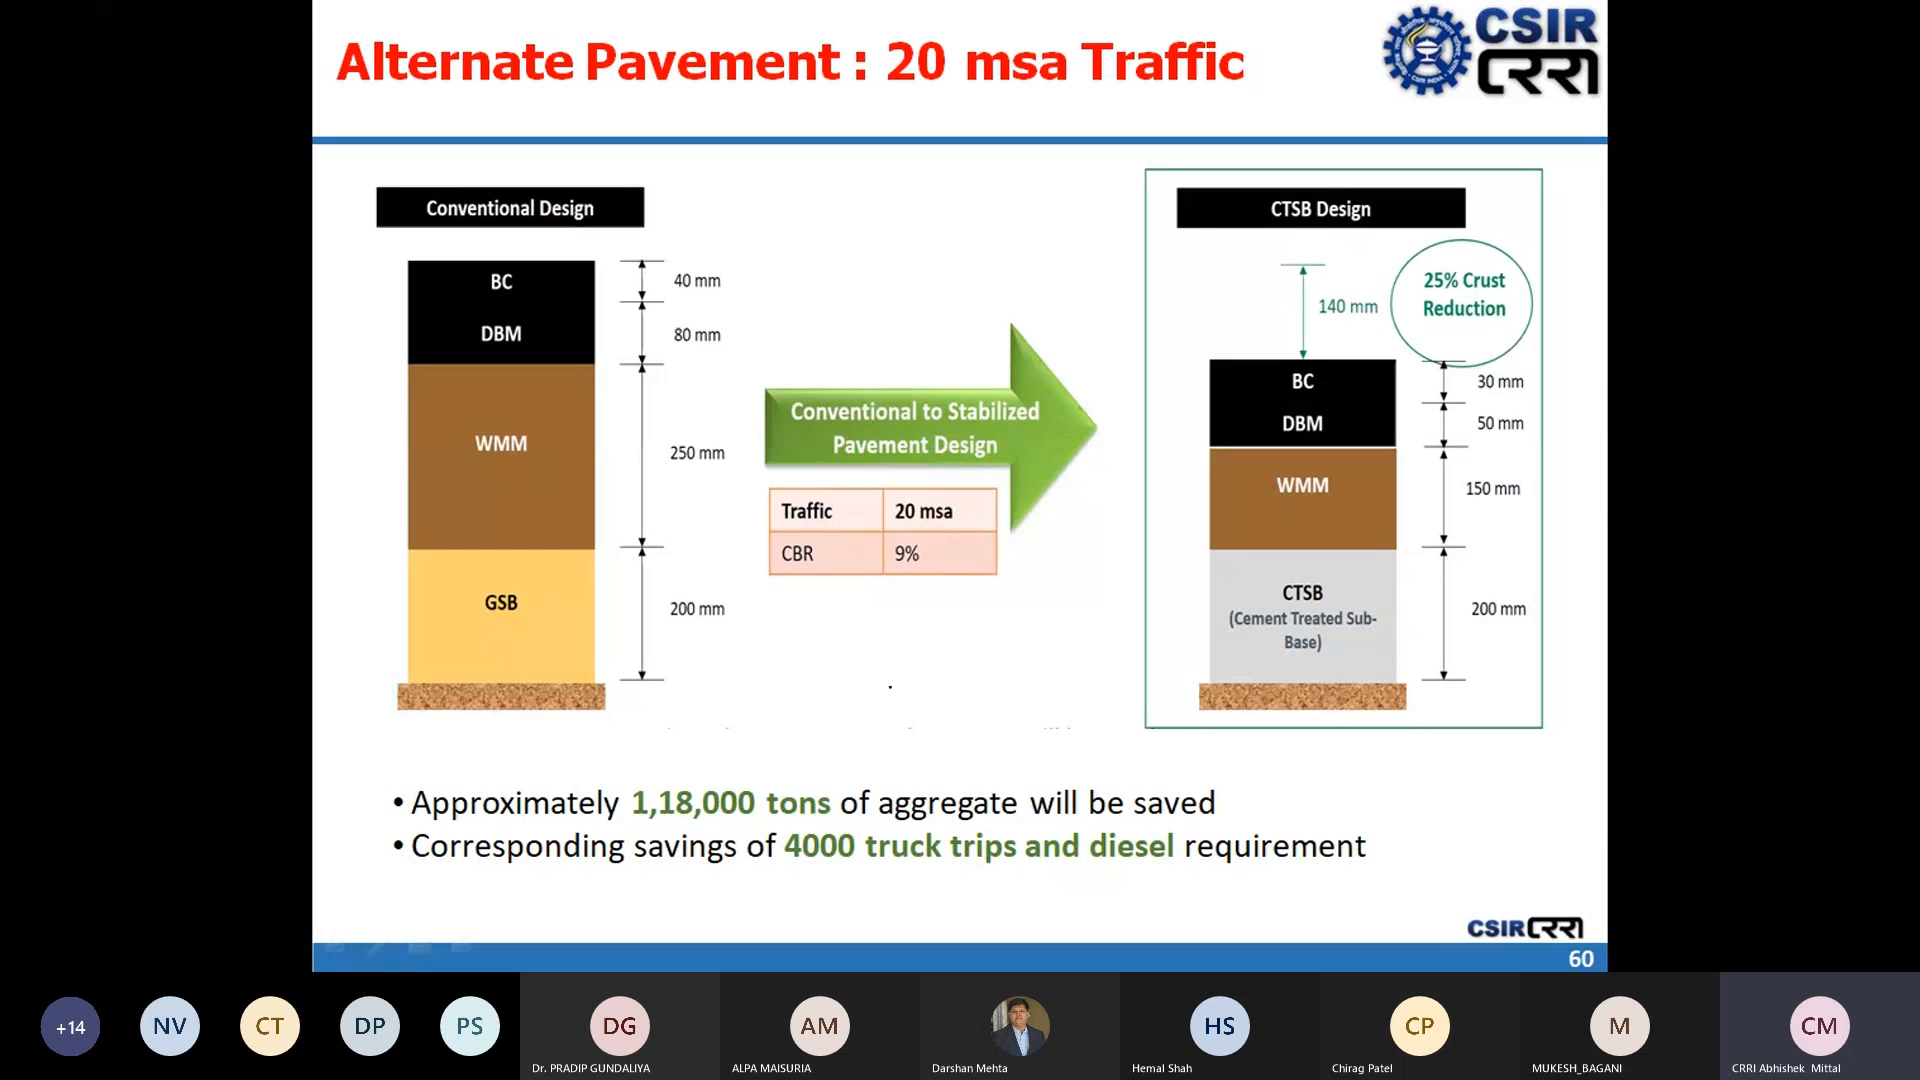 Alternate Pavement : 20 msa Traffic
CSIR
Conventional Design
BC
DBM
WMM
GSB
40 mm
80 mm
250 mm
200 mm
Conventional to Stabilized
Pavement Design
Traffic 20 msa
CBR 9%
CTSB Design
25% Crust
Reduction
140 mm
BC
DBM
WMM
CTSB
(Cement Treated Sub-
Base)
30 mm
50 mm
150 mm
200 mm
• Approximately 1,18,000 tons of aggregate will be saved
• Corresponding savings of 4000 truck trips and diesel requirement
CSIR
60
+14
NV
CT
DP
PS
DG
Dr. PRADIP GUNDALIYA
AM
ALPA MAISURIA
Darshan Mehta
HS
Hemal Shah
CP
Chirag Patel
M
MUKESH_BAGANI
CM
CRRI Abhishek Mittal